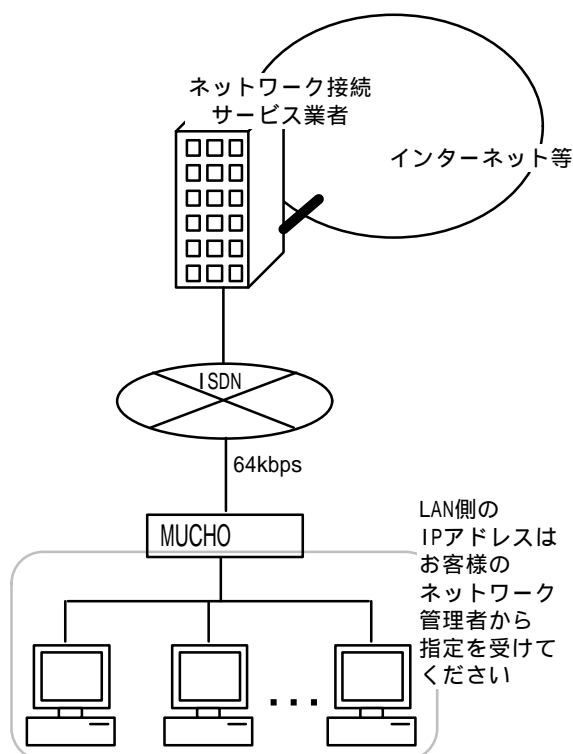 ネットワーク接続
サービス業者
インターネット等
ISDN
64kbps
MUCHO
LAN側の
IPアドレスは
お客様の
ネットワーク
管理者から
指定を受けて
ください